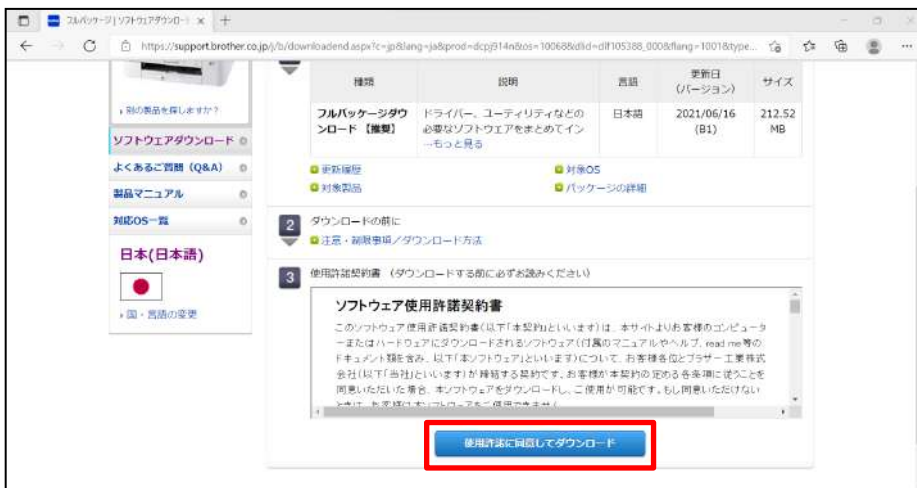 フルパッケージ | ソフトウェアダウンロード
https://support.brother.co.jp/j/b/downloadend.aspx?c=jp&lang=ja&prod=dcpj914n&os=10068&dlid=dlf105388_000&flang=1001&type...
種類 説明 言語 更新日 (バージョン) サイズ
フルパッケージダウンロード 【推奨】 ドライバー、ユーティリティなどの必要なソフトウェアをまとめてイン 日本語 2021/06/16 (B1) 212.52 MB
→もっと見る
別の製品を探しますか?
ソフトウェアダウンロード
よくあるご質問 (Q&A)
製品マニュアル
対応OS一覧
日本(日本語)
国・言語の変更
更新履歴 対象OS
対象製品 パッケージの詳細
2 ダウンロードの前に
注意・制限事項/ダウンロード方法
3 使用許諾契約書 (ダウンロードする前に必ずお読みください)
ソフトウェア使用許諾契約書
このソフトウェア使用許諾契約書(以下「本契約」といいます)は、本サイトよりお客様のコンピュータ
ーまたはハードウェアにダウンロードされるソフトウェア(付属のマニュアルやヘルプ、read me等の
ドキュメント類を含み、以下「本ソフトウェア」といいます)について、お客様各位とブラザー工業株式
会社(以下「当社」といいます)が締結する契約です。お客様が本契約の定める各条項に従うことを
同意いただいた場合、本ソフトウェアをダウンロードし、ご使用が可能です。もし同意いただけない
使用許諾に同意してダウンロード